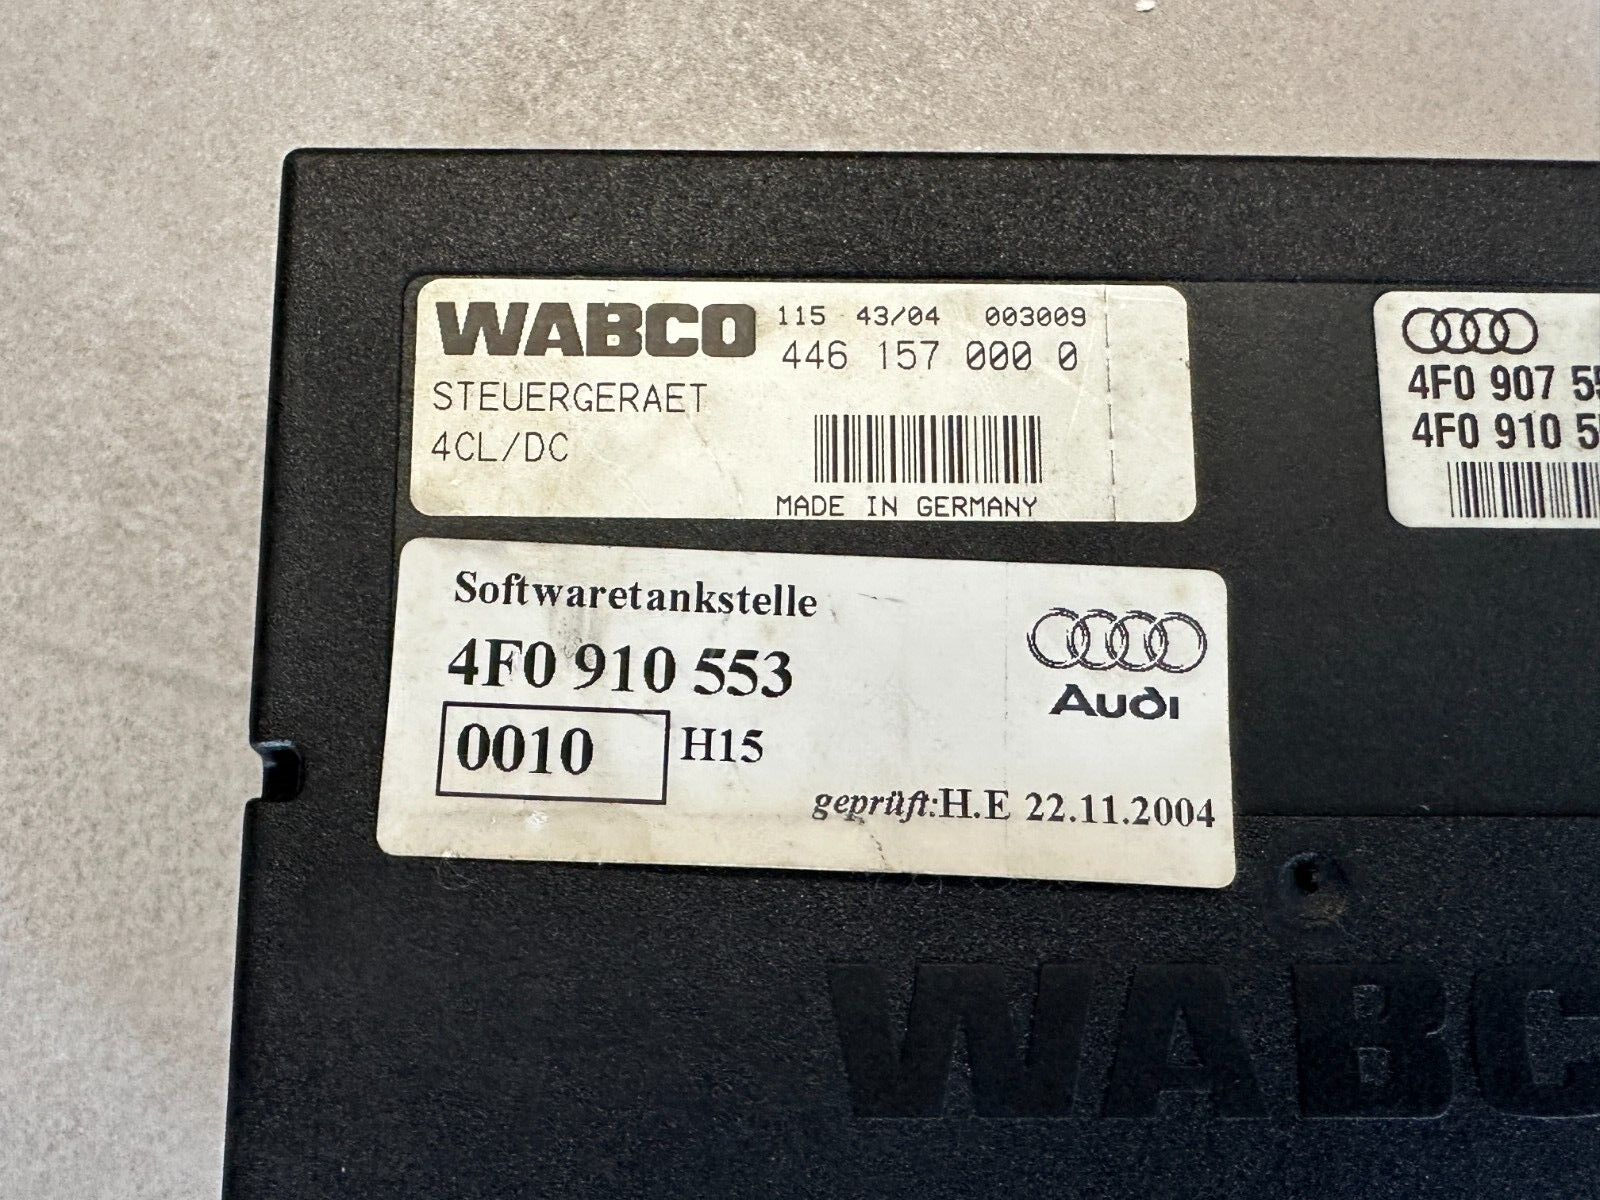 WABCO 115 43/04 003009
446 157 000 0
STEUERGERAET
4CL/DC
MADE IN GERMANY
4F0 907 55
4F0 910 5
Softwaretankstelle
4F0 910 553
0010 H15
Audi
geprüft:H.E 22.11.2004
WABC